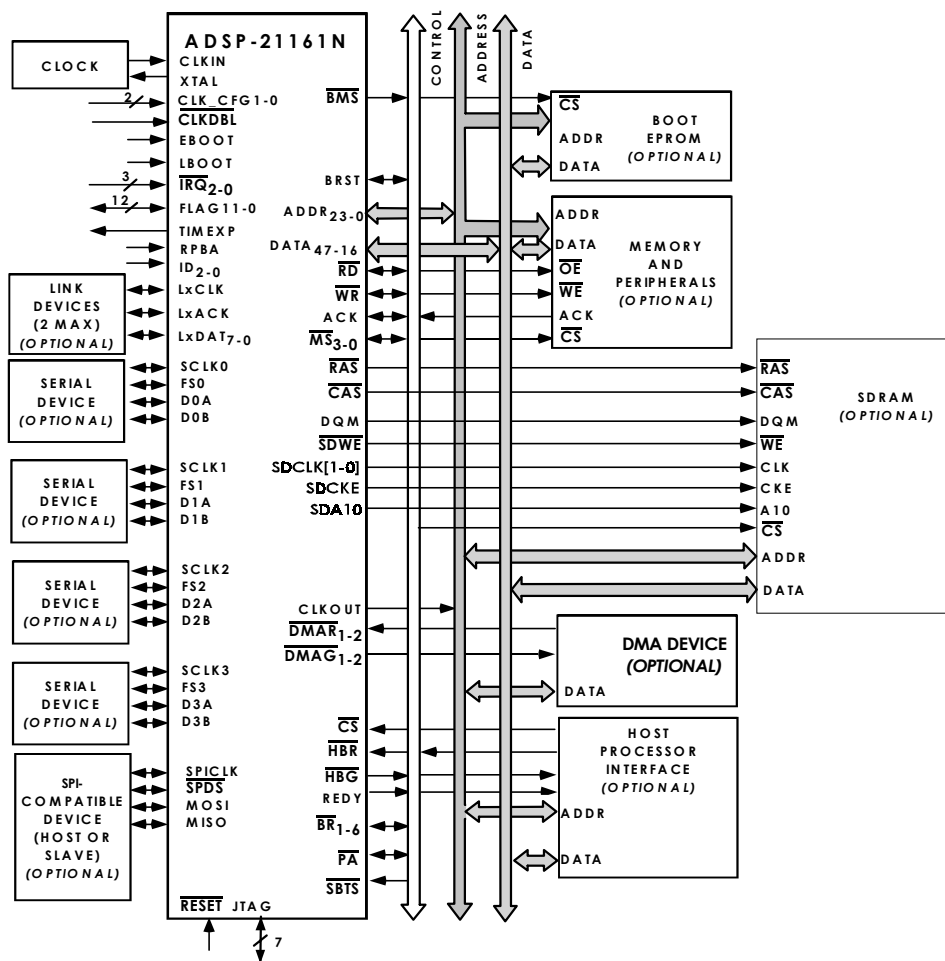 ADSP-21161N
CLOCK
CLKIN
XTAL
2
CLK_CFG1-0
CLKDBL
EBOOT
LBOOT
3
IRQ2-0
12
FLAG11-0
TIMEXP
RPBA
ID2-0
LINK
DEVICES
(2 MAX)
(OPTIONAL)
LxCLK
LxACK
LxDAT7-0
SERIAL
DEVICE
(OPTIONAL)
SCLK0
FS0
D0A
D0B
SERIAL
DEVICE
(OPTIONAL)
SCLK1
FS1
D1A
D1B
SERIAL
DEVICE
(OPTIONAL)
SCLK2
FS2
D2A
D2B
SERIAL
DEVICE
(OPTIONAL)
SCLK3
FS3
D3A
D3B
SPI-
COMPATIBLE
DEVICE
(HOST OR
SLAVE)
(OPTIONAL)
SPICLK
SPDS
MOSI
MISO
RESET
JTAG
7
BMS
BRST
ADDR23-0
DATA47-16
RD
WR
ACK
MS3-0
RAS
CAS
DQM
SDWE
SDCLK[1-0]
SDCKE
SDA10
CLKOUT
DMAR1-2
DMAG1-2
CS
HBR
HBG
REDY
BR1-6
PA
SBTS
CONTROL
ADDRESS
DATA
CS
ADDR
DATA
BOOT
EPROM
(OPTIONAL)
ADDR
DATA
OE
WE
ACK
CS
MEMORY
AND
PERIPHERALS
(OPTIONAL)
RAS
CAS
DQM
WE
CLK
CKE
A10
CS
ADDR
DATA
SDRAM
(OPTIONAL)
DMA DEVICE
(OPTIONAL)
DATA
HOST
PROCESSOR
INTERFACE
(OPTIONAL)
ADDR
DATA